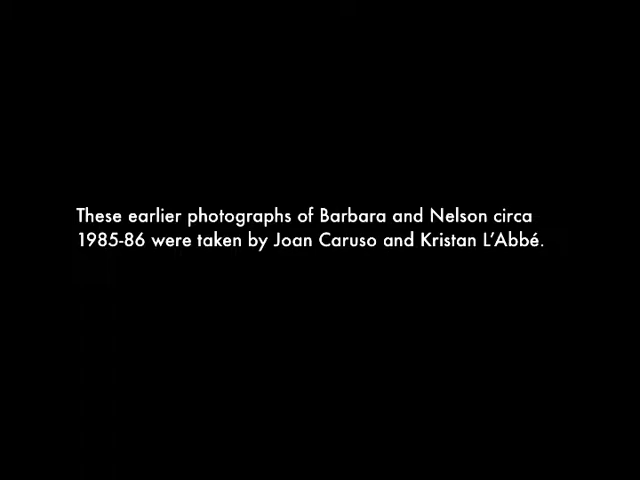 These earlier photographs of Barbara and Nelson circa
1985-86 were taken by Joan Caruso and Kristan L’Abbé.